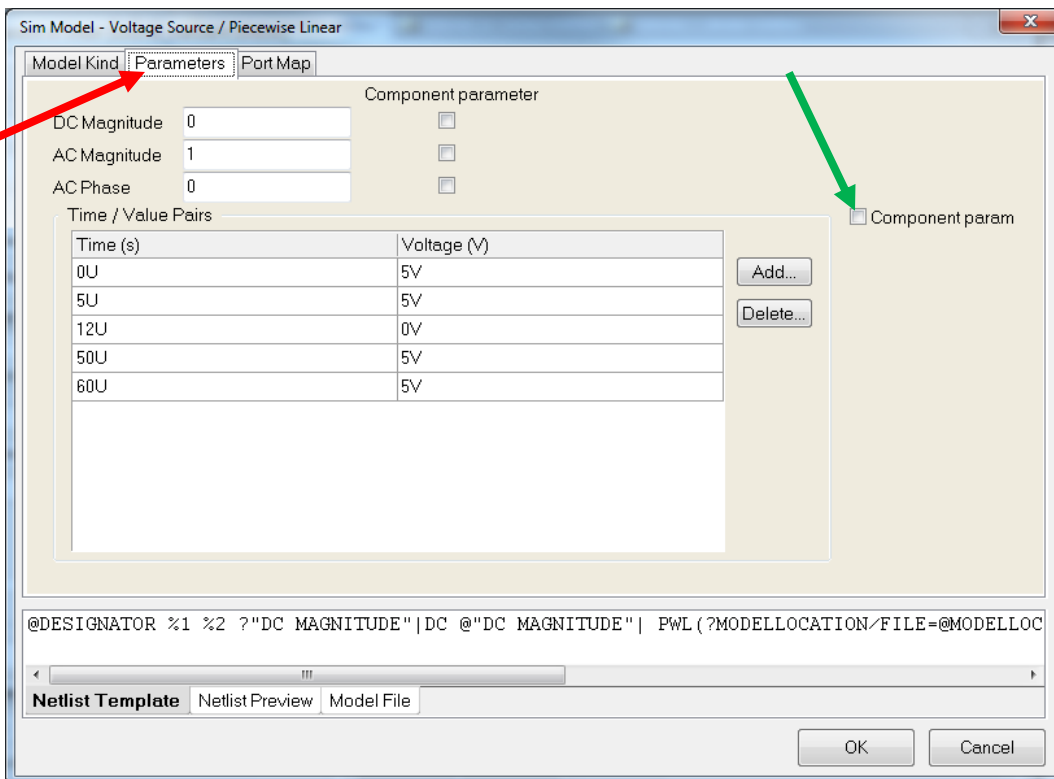 Sim Model - Voltage Source / Piecewise Linear
x
Model Kind Parameters Port Map
Component parameter
DC Magnitude 0
AC Magnitude 1
AC Phase 0
Time / Value Pairs
Component param
Time (s) Voltage (V)
0U 5V
Add...
5U 5V
Delete...
12U 0V
50U 5V
60U 5V
@DESIGNATOR %1 %2 ?"DC MAGNITUDE"|DC @"DC MAGNITUDE"| PWL(?MODELLOCATION/FILE=@MODELLOC
Netlist Template Netlist Preview Model File
OK Cancel